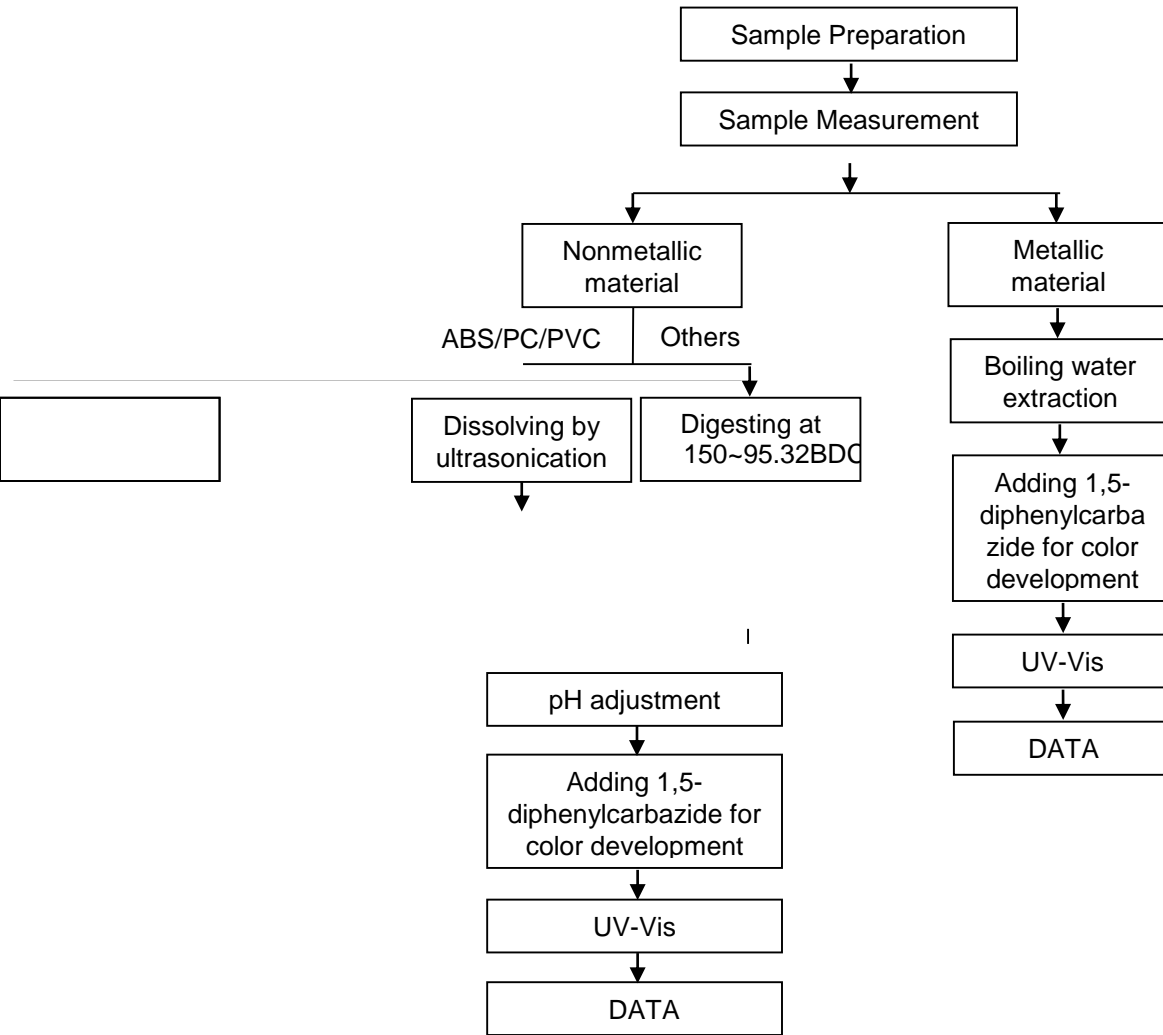 Sample Preparation
Sample Measurement
Nonmetallic
material
Metallic
material
ABS/PC/PVC
Others
Boiling water
extraction
Dissolving by
ultrasonication
Digesting at
150~95.32BDC
Adding 1,5-
diphenylcarba
zide for color
development
UV-Vis
DATA
pH adjustment
Adding 1,5-
diphenylcarbazide for
color development
UV-Vis
DATA